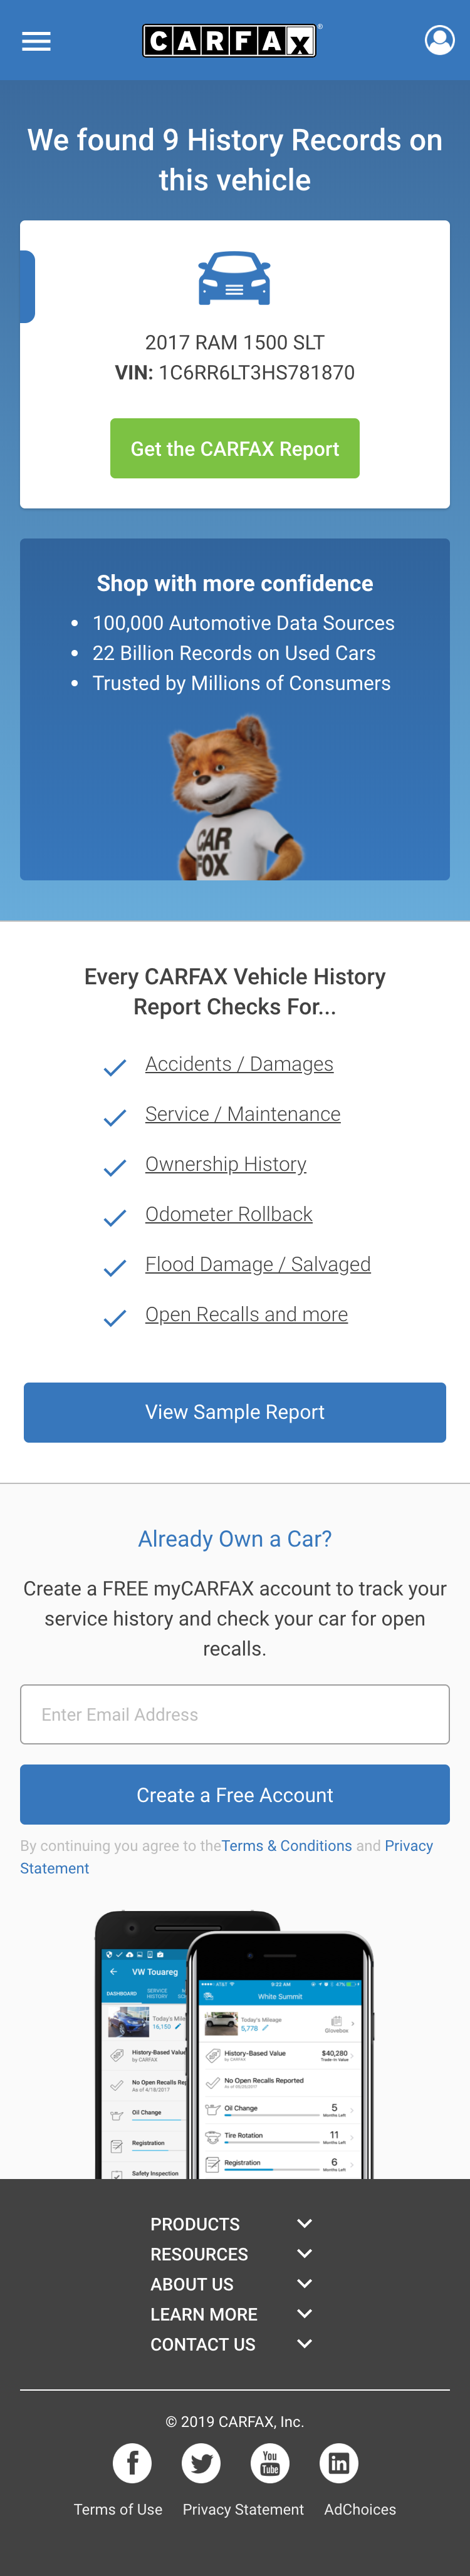 CARFAX®
We found 9 History Records on
this vehicle
2017 RAM 1500 SLT
VIN: 1C6RR6LT3HS781870
Get the CARFAX Report
Shop with more confidence
• 100,000 Automotive Data Sources
• 22 Billion Records on Used Cars
• Trusted by Millions of Consumers
CAR
FOX
Every CARFAX Vehicle History
Report Checks For...
Accidents / Damages
Service / Maintenance
Ownership History
Odometer Rollback
Flood Damage / Salvaged
Open Recalls and more
View Sample Report
Already Own a Car?
Create a FREE myCARFAX account to track your
service history and check your car for open
recalls.
Enter Email Address
Create a Free Account
By continuing you agree to theTerms & Conditions and Privacy
Statement
VW Touareg
DASHBOARD SERVICE HISTORY
Today's Mile
16,150
History-Based Value
by CARFAX
No Open Recalls Rep
As of 4/18/2017
Oil Change
Registration
Safety Inspection
AT&T 9:22 AM 47%
White Summit
Today's Mileage
5,778
Glovebox
History-Based Value $40,280
by CARFAX Trade-In Value
No Open Recalls Reported
Oil Change 5
Months Left
Tire Rotation 11
Months Left
Registration 6
Months Left
PRODUCTS
RESOURCES
ABOUT US
LEARN MORE
CONTACT US
© 2019 CARFAX, Inc.
f You Tube in
Terms of Use Privacy Statement AdChoices